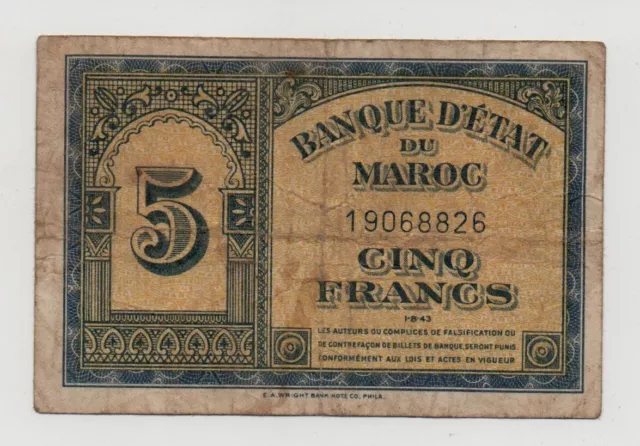 5
BANQUE D'ÉTAT
DU
MAROC
19068826
CINQ
FRANCS
1-8-43
LES AUTEURS OU COMPLICES DE FALSIFICATION OU
DE CONTREFAÇON DE BILLETS DE BANQUE SERONT PUNIS
CONFORMÉMENT AUX LOIS ET ACTES EN VIGUEUR
E. A. WRIGHT BANK NOTE CO., PHILA.